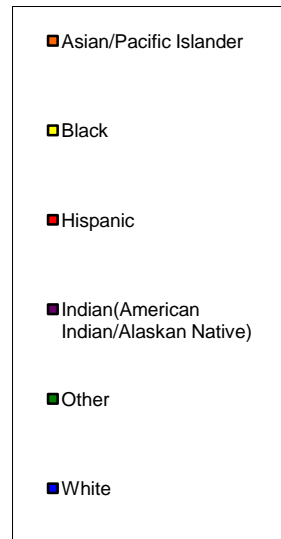 Asian/Pacific Islander
Black
Hispanic
Indian(American
Indian/Alaskan Native)
Other
White